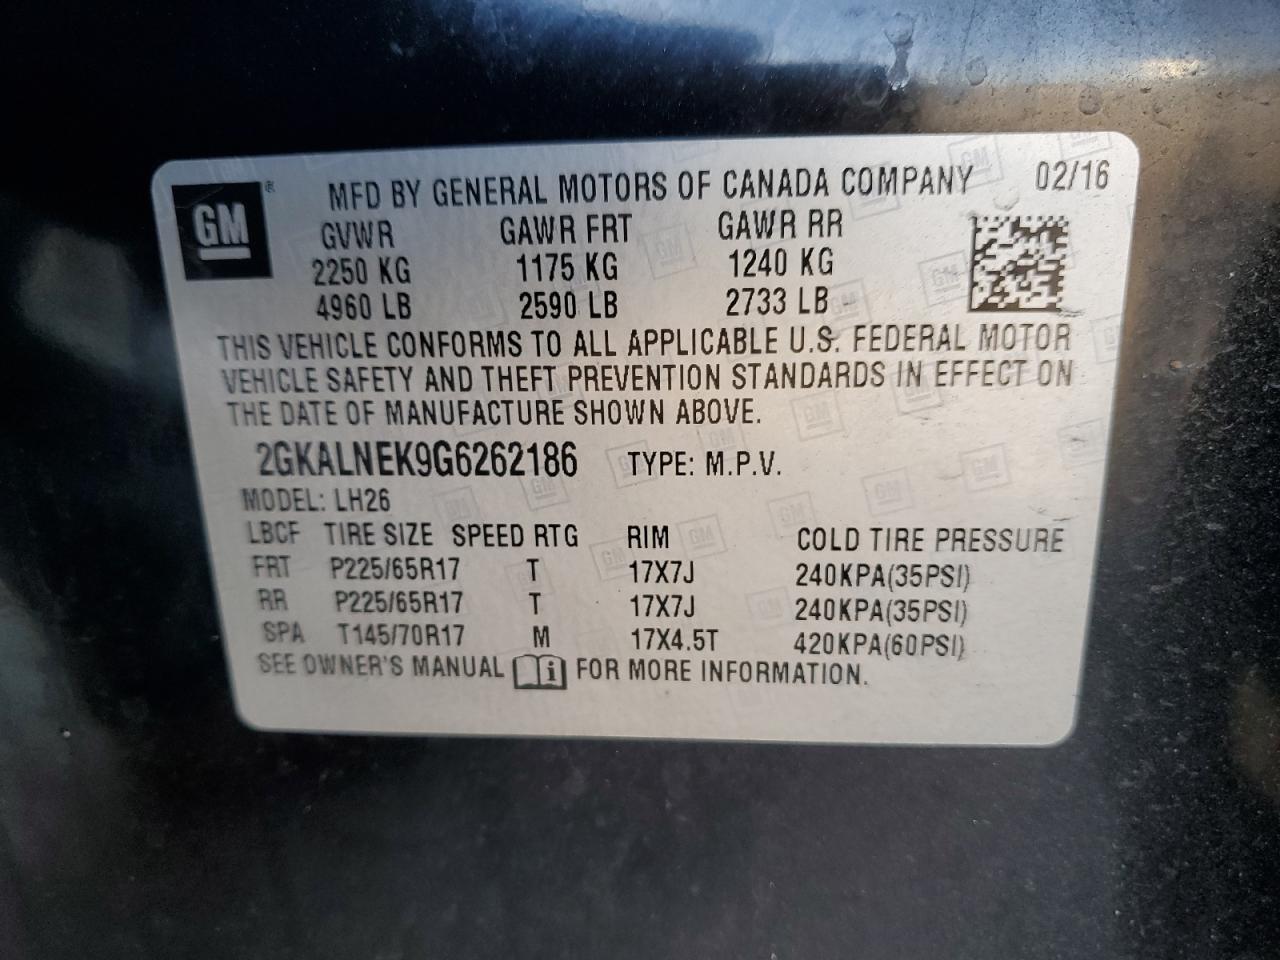 GM ® MFD BY GENERAL MOTORS OF CANADA COMPANY 02/16
GVWR GAWR FRT GAWR RR
2250 KG 1175 KG 1240 KG
4960 LB 2590 LB 2733 LB
THIS VEHICLE CONFORMS TO ALL APPLICABLE U.S. FEDERAL MOTOR
VEHICLE SAFETY AND THEFT PREVENTION STANDARDS IN EFFECT ON
THE DATE OF MANUFACTURE SHOWN ABOVE.
2GKALNEK9G6262186 TYPE: M.P.V.
MODEL: LH26
LBCF TIRE SIZE SPEED RTG RIM COLD TIRE PRESSURE
FRT P225/65R17 T 17X7J 240KPA(35PSI)
RR P225/65R17 T 17X7J 240KPA(35PSI)
SPA T145/70R17 M 17X4.5T 420KPA(60PSI)
SEE OWNER'S MANUAL i FOR MORE INFORMATION.